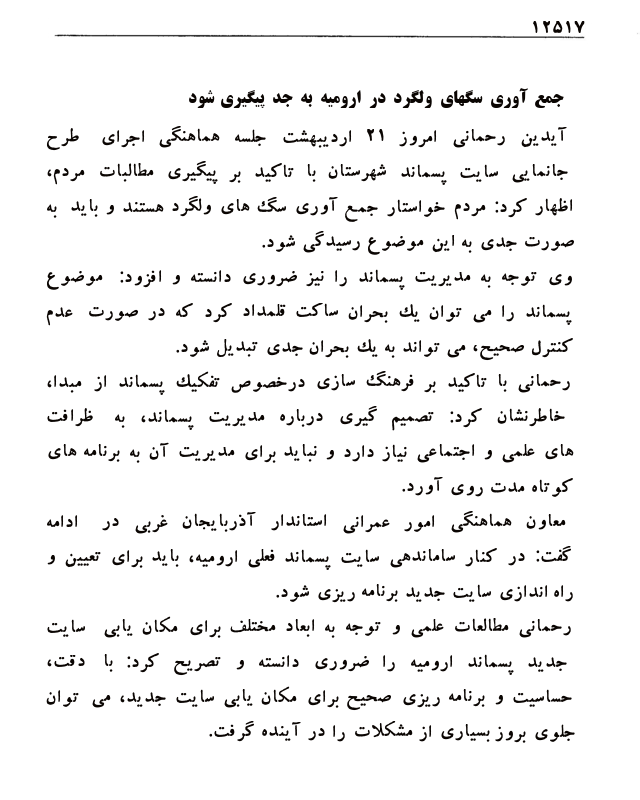 ۱۲۵۱۷
جمع آوری سگهای ولگرد در ارومیه به جد پیگیری شود
آیدین رحمانی امروز ۲۱ اردیبهشت جلسه هماهنگی اجرای طرح
جانمایی سایت پسماند شهرستان با تاکید بر پیگیری مطالبات مردم،
اظهار کرد: مردم خواستار جمع آوری سگ های ولگرد هستند و باید به
صورت جدی به این موضوع رسیدگی شود.
وی توجه به مدیریت پسماند را نیز ضروری دانسته و افزود: موضوع
پسماند را می توان یك بحران ساکت قلمداد کرد که در صورت عدم
کنترل صحیح، می تواند به یك بحران جدی تبدیل شود.
رحمانی با تاکید بر فرهنگ سازی درخصوص تفکیك پسماند از مبدا،
خاطرنشان کرد: تصمیم گیری درباره مدیریت پسماند، به ظرافت
های علمی و اجتماعی نیاز دارد و نباید برای مدیریت آن به برنامه های
کوتاه مدت روی آورد.
معاون هماهنگی امور عمرانی استاندار آذربایجان غربی در ادامه
گفت: در کنار ساماندهی سایت پسماند فعلی ارومیه، باید برای تعیین و
راه اندازی سایت جدید برنامه ریزی شود.
رحمانی مطالعات علمی و توجه به ابعاد مختلف برای مکان یابی سایت
جدید پسماند ارومیه را ضروری دانسته و تصریح کرد: با دقت،
حساسیت و برنامه ریزی صحیح برای مکان یابی سایت جدید، می توان
جلوی بروز بسیاری از مشکلات را در آینده گرفت.